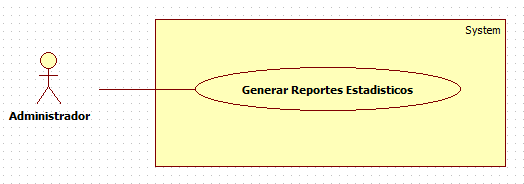 System
Generar Reportes Estadisticos
Administrador